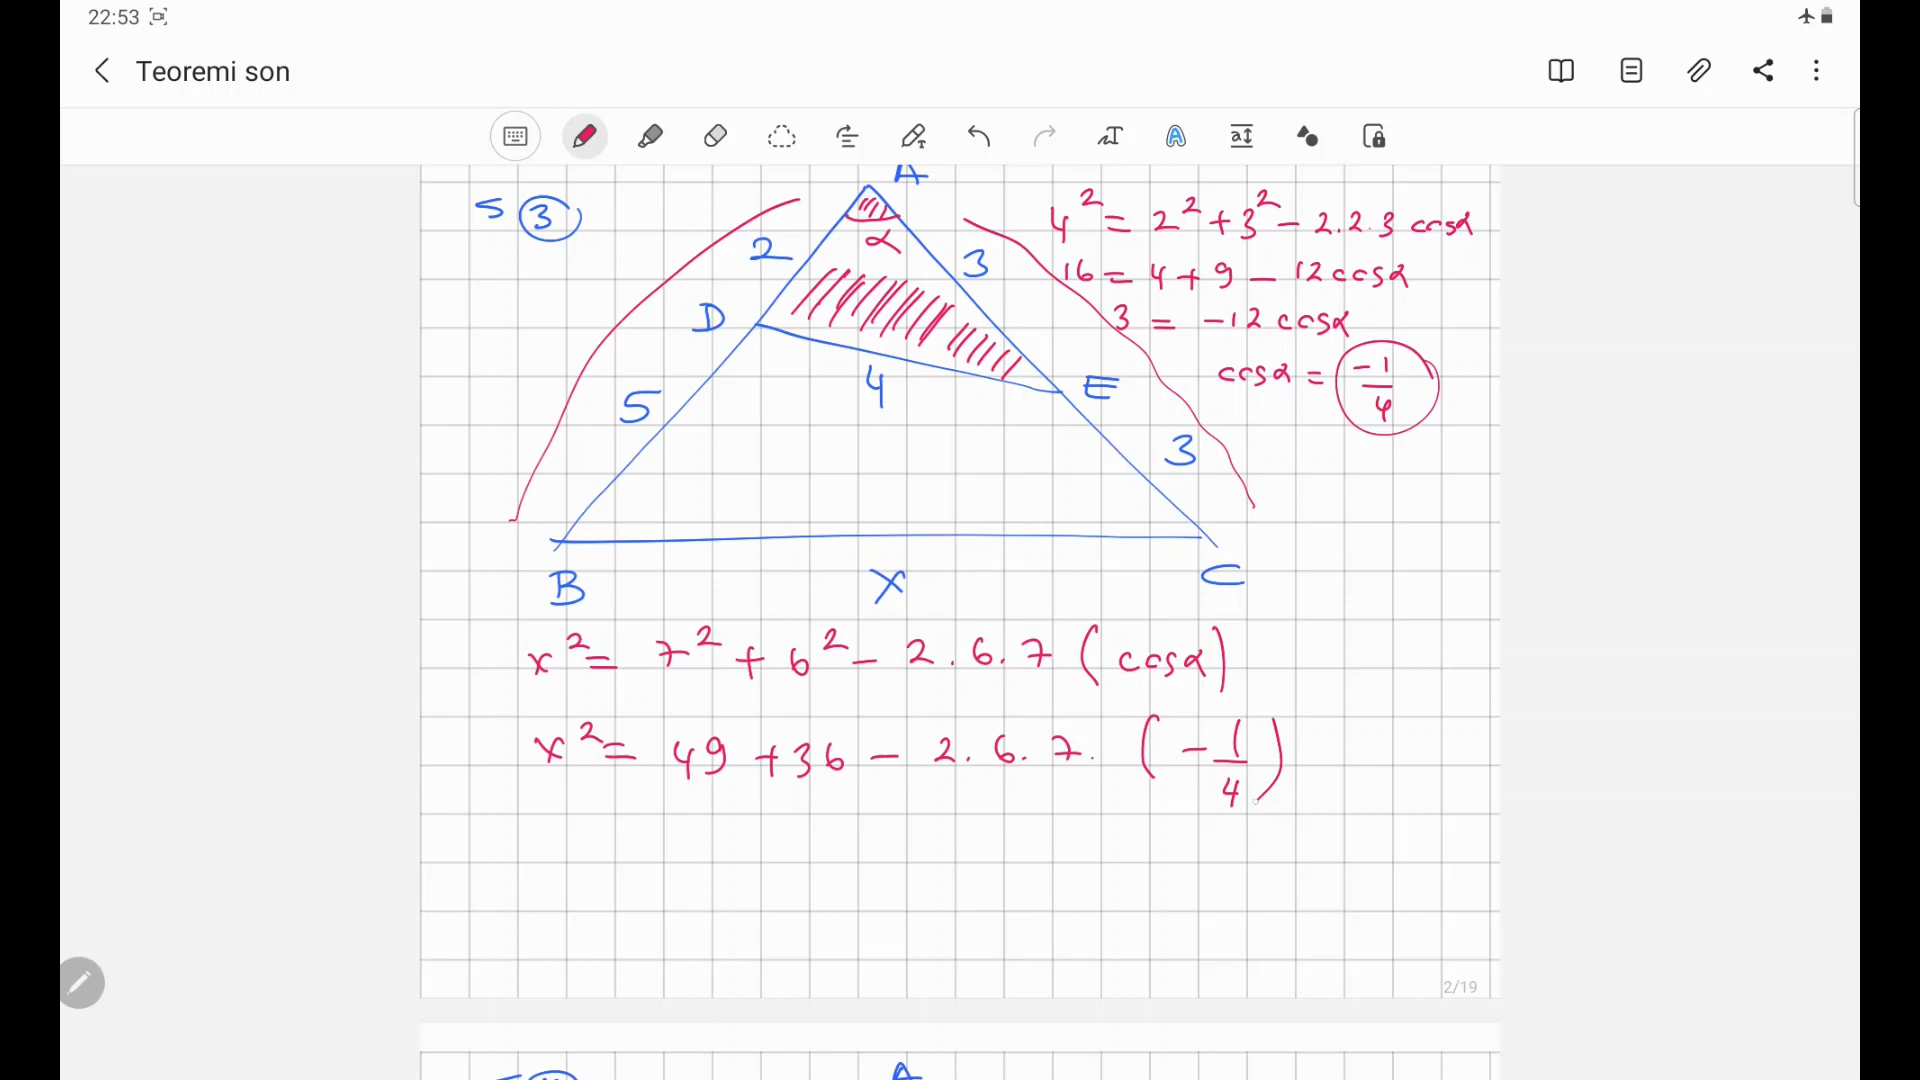 22:53
Teoremi son
A
S 3
4² = 2² + 3² - 2.2.3 cosα
2
α
3
16 = 4 + 9 - 12 cosα
D
3 = -12 cosα
cosα = -1/4
4
E
5
3
B
X
C
x² = 7² + 6² - 2.6.7 (cosα)
x² = 49 + 36 - 2.6.7. (-1/4)
2/19
A